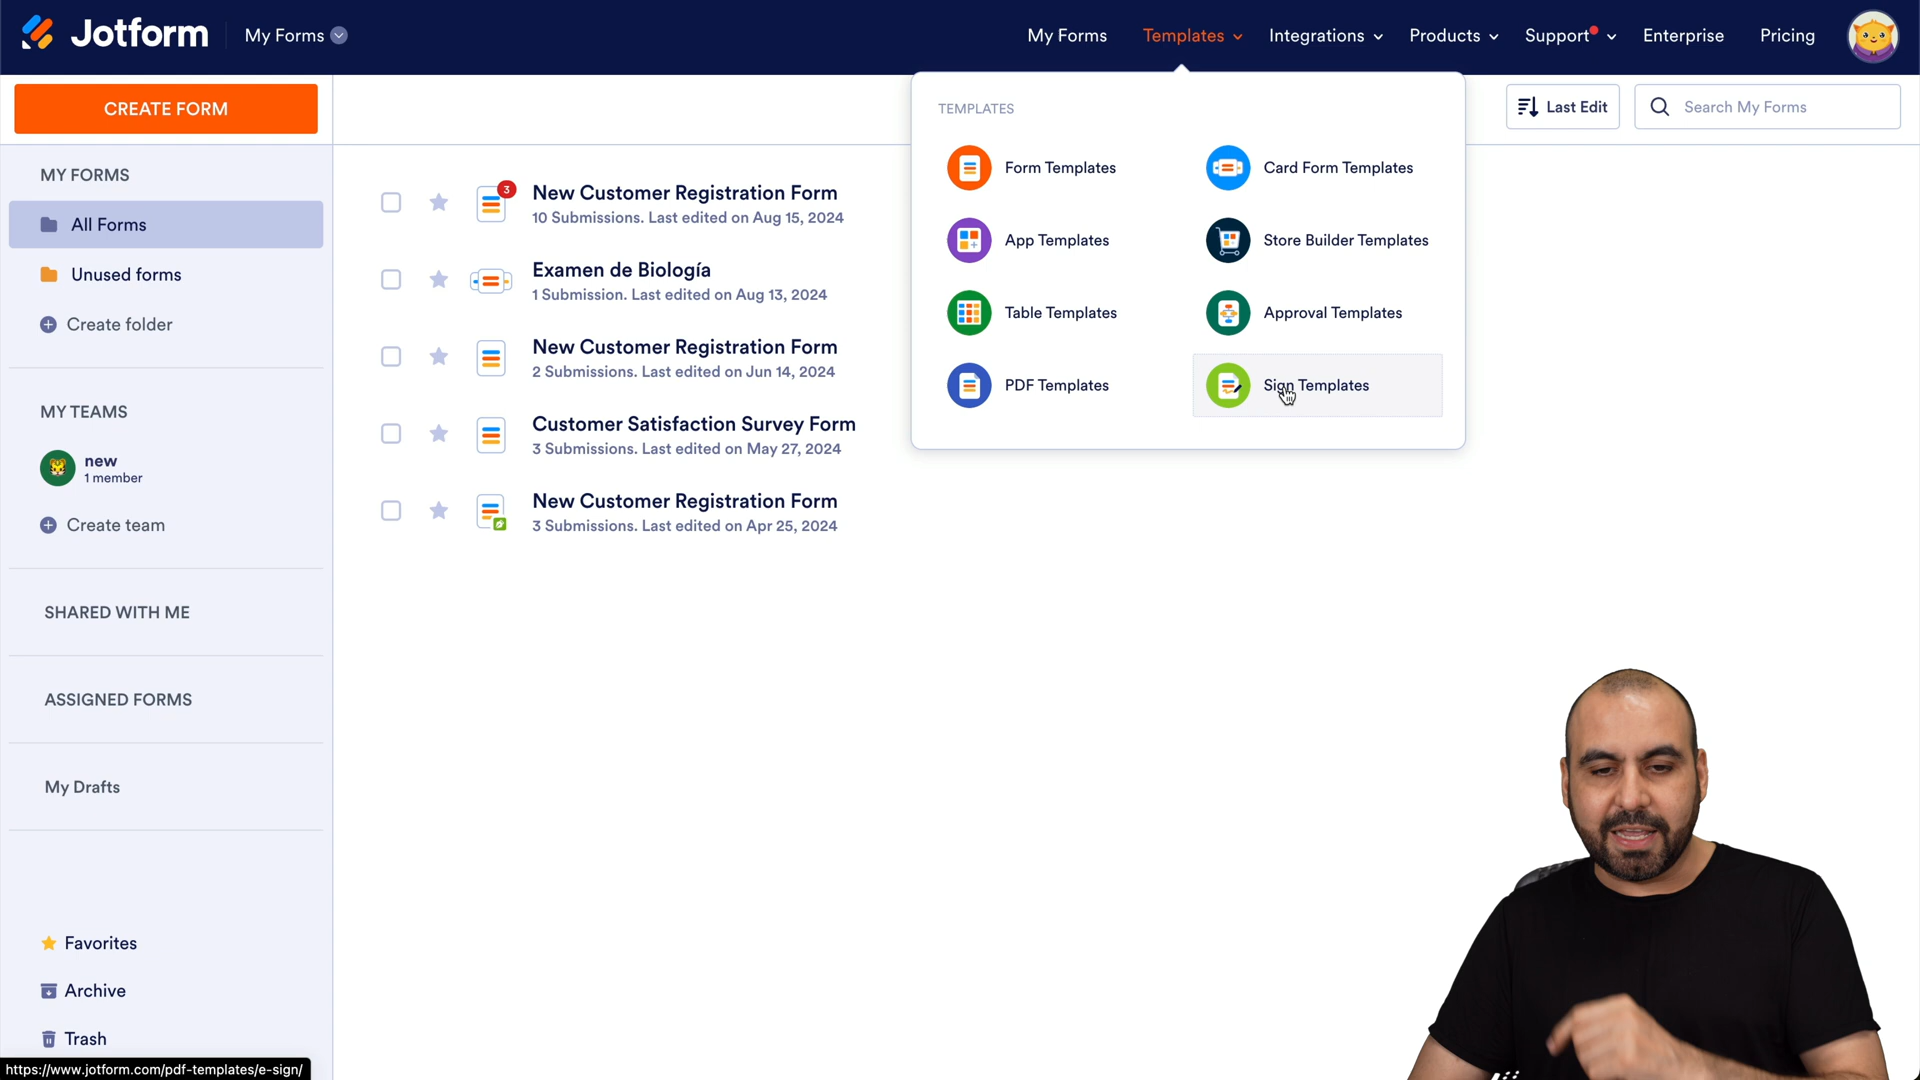 Jotform
My Forms
My Forms
Templates
Integrations
Products
Support
Enterprise
Pricing
CREATE FORM
Last Edit
Search My Forms
MY FORMS
All Forms
Unused forms
Create folder
MY TEAMS
new
1 member
Create team
SHARED WITH ME
ASSIGNED FORMS
My Drafts
Favorites
Archive
Trash
3
New Customer Registration Form
10 Submissions. Last edited on Aug 15, 2024
Examen de Biología
1 Submission. Last edited on Aug 13, 2024
New Customer Registration Form
2 Submissions. Last edited on Jun 14, 2024
Customer Satisfaction Survey Form
3 Submissions. Last edited on May 27, 2024
New Customer Registration Form
3 Submissions. Last edited on Apr 25, 2024
TEMPLATES
Form Templates
Card Form Templates
App Templates
Store Builder Templates
Table Templates
Approval Templates
PDF Templates
Sign Templates
https://www.jotform.com/pdf-templates/e-sign/